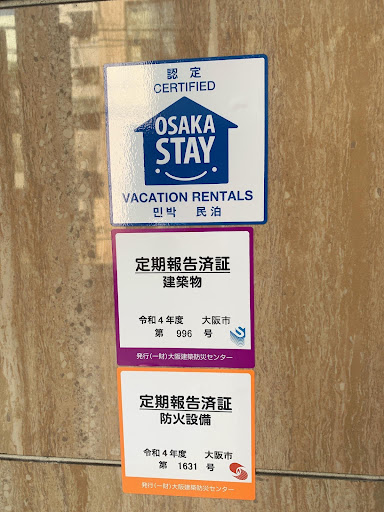 認定
CERTIFIED
OSAKA
STAY
VACATION RENTALS
민박 民泊
定期報告済証
建築物
令和4年度 大阪市
第 996 号
発行(一財)大阪建築防災センター
定期報告済証
防火設備
令和4年度 大阪市
第 1631 号
発行(一財)大阪建築防災センター